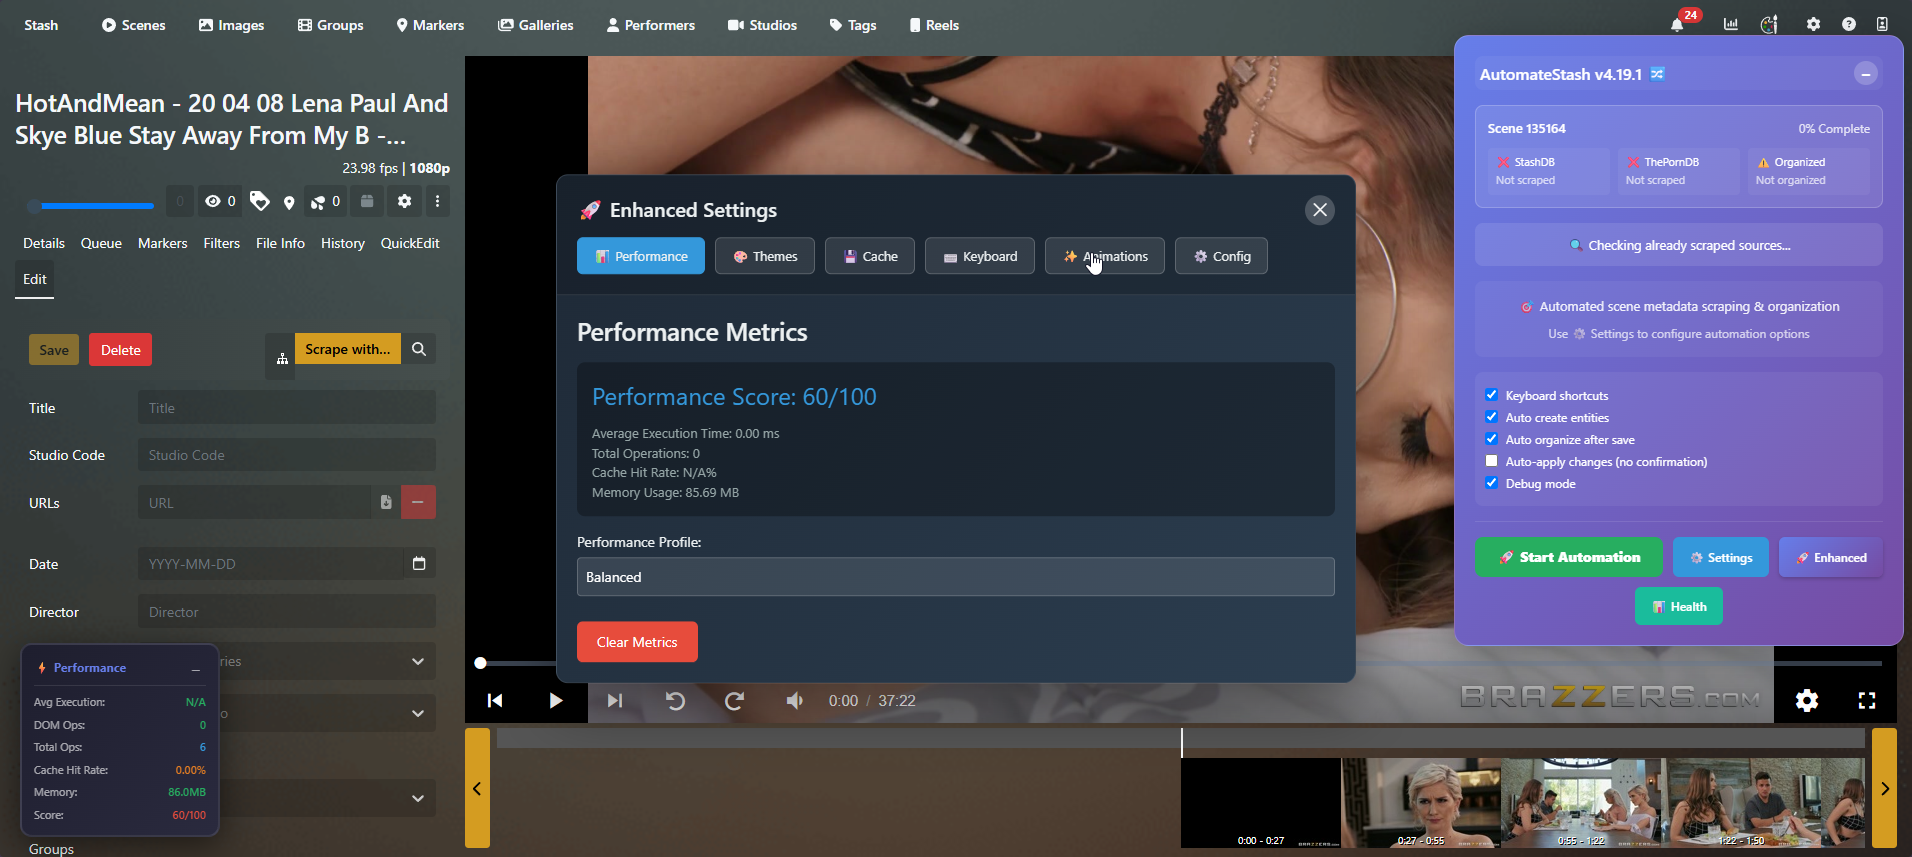 Stash
Scenes
Images
Groups
Markers
Galleries
Performers
Studios
Tags
Reels
24
HotAndMean - 20 04 08 Lena Paul And
Skye Blue Stay Away From My B -...
23.98 fps | 1080p
0
0
0
Details
Queue
Markers
Filters
File Info
History
QuickEdit
Edit
Save
Delete
Scrape with...
Title
Title
Studio Code
Studio Code
URLs
URL
Date
YYYY-MM-DD
Director
Director
ries
o
Groups
Performance
Avg Execution: N/A
DOM Ops: 0
Total Ops: 6
Cache Hit Rate: 0.00%
Memory: 86.0MB
Score: 60/100
Enhanced Settings
Performance
Themes
Cache
Keyboard
Animations
Config
Performance Metrics
Performance Score: 60/100
Average Execution Time: 0.00 ms
Total Operations: 0
Cache Hit Rate: N/A%
Memory Usage: 85.69 MB
Performance Profile:
Balanced
Clear Metrics
0:00 / 37:22
BRAZZERS.COM
0:00 - 0:27
0:27 - 0:55
0:55 - 1:22
1:22 - 1:50
AutomateStash v4.19.1
Scene 135164
0% Complete
StashDB
Not scraped
ThePornDB
Not scraped
Organized
Not organized
Checking already scraped sources...
Automated scene metadata scraping & organization
Use ⚙️ Settings to configure automation options
Keyboard shortcuts
Auto create entities
Auto organize after save
Auto-apply changes (no confirmation)
Debug mode
Start Automation
Settings
Enhanced
Health